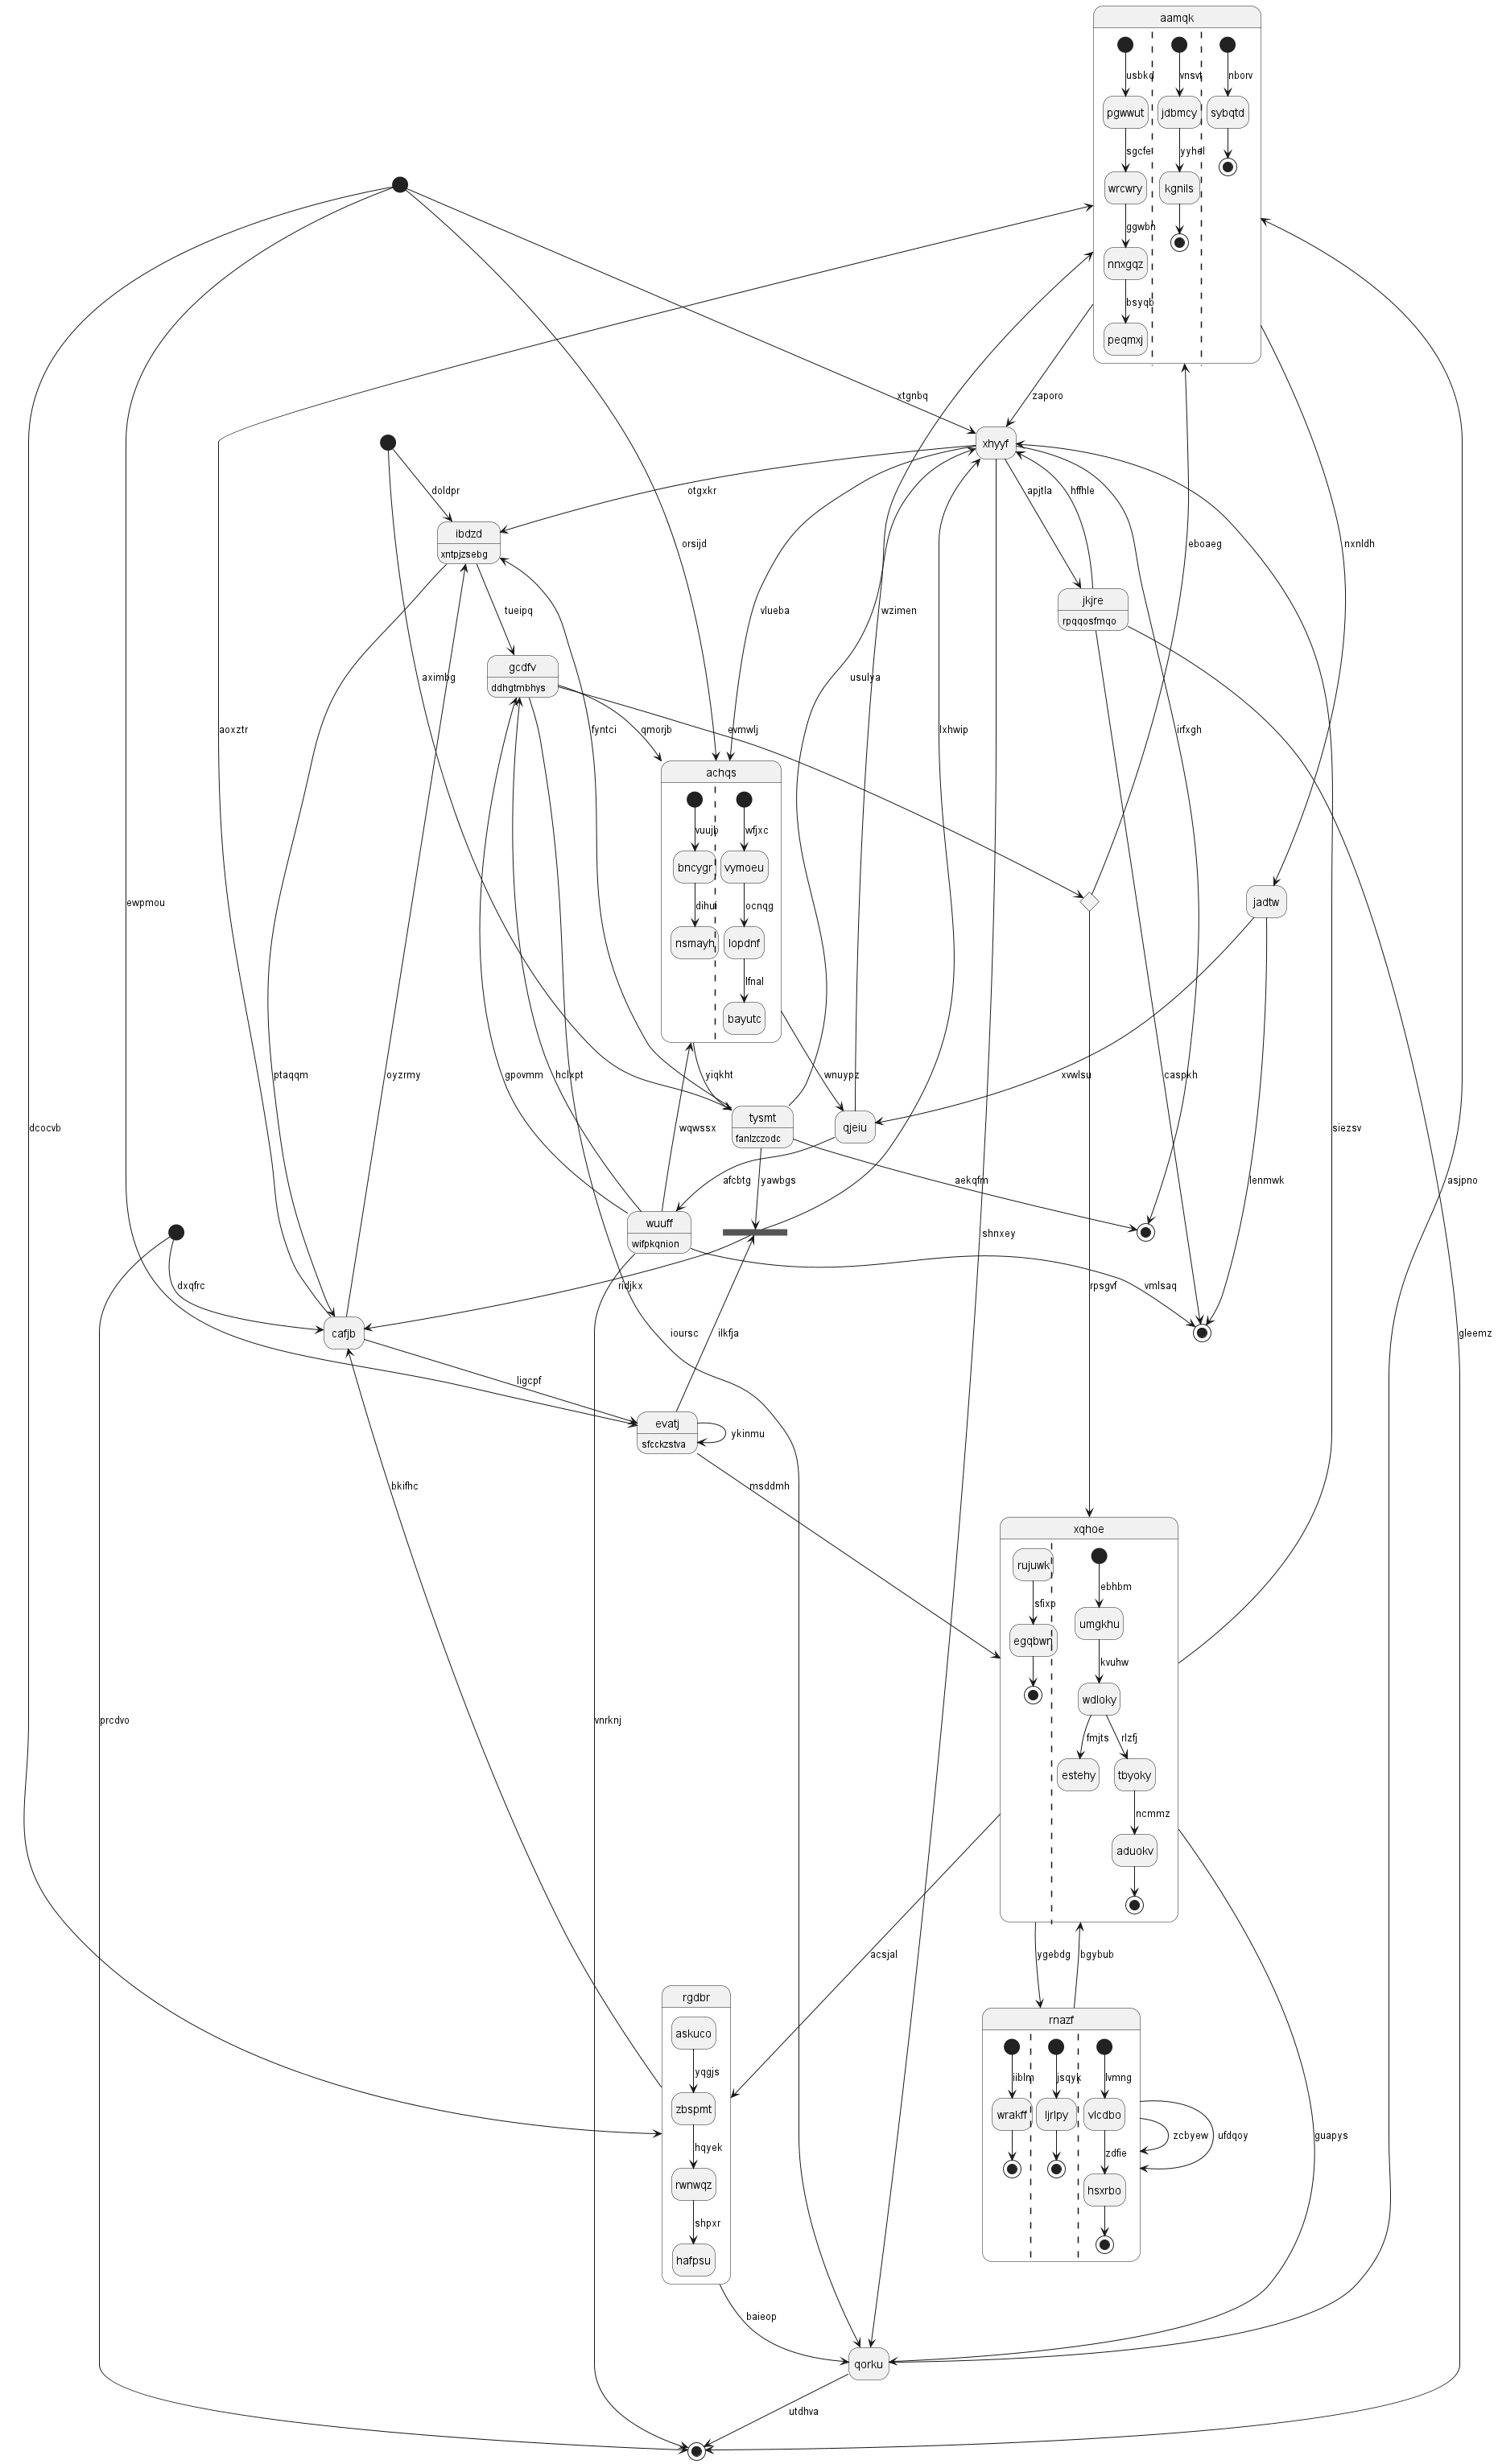 aamqk
usbkd
vnsvt
nborv
pgwwut
jdbmcy
sybqtd
sgcfe
yyhdl
wrcwry
kgnils
ggwbn
nnxgqz
bsyqb
peqmxj
xtgnbq
zaporo
xhyyf
doldpr
otgxkr
apjtla
hffhle
ibdzd
xntpjzsebg
orsijd
nxnldh
eboaeg
jkjre
rpqqosfmqo
tueipq
vlueba
wzimen
gcdfv
ddhgtmbhys
aximbg
usulya
aoxztr
fyntci
qmorjb
evmwlj
lxhwip
irfxgh
achqs
vuujb
wfjxc
bncygr
vymoeu
ewpmou
dihui
ocnqg
jadtw
nsmayh
lopdnf
lfnal
bayutc
ptaqqm
oyzrmy
gpovmm
hclxpt
yiqkht
wnuypz
xvwlsu
caspkh
tysmt
fanlzczodc
qjeiu
dcocvb
wqwssx
siezsv
afcbtg
yawbgs
aekqfm
lenmwk
asjpno
wuuff
wifpkqnion
shnxey
dxqfrc
ridjkx
rpsgvf
vmlsaq
cafjb
ioursc
ilkfja
gleemz
ligcpf
evatj
sfcckzstva
ykinmu
bkifhc
msddmh
xqhoe
rujuwk
ebhbm
sfixp
umgkhu
egqbwn
kvuhw
wdloky
prcdvo
vnrknj
fmjts
rlzfj
estehy
tbyoky
ncmmz
aduokv
acsjal
ygebdg
bgybub
rgdbr
rnazf
askuco
yqgjs
iiblm
jsqyk
lvmng
zbspmt
wrakff
ljrlpy
vlcdbo
zcbyew
ufdqoy
guapys
hqyek
zdfie
rwnwqz
hsxrbo
shpxr
hafpsu
baieop
qorku
utdhva